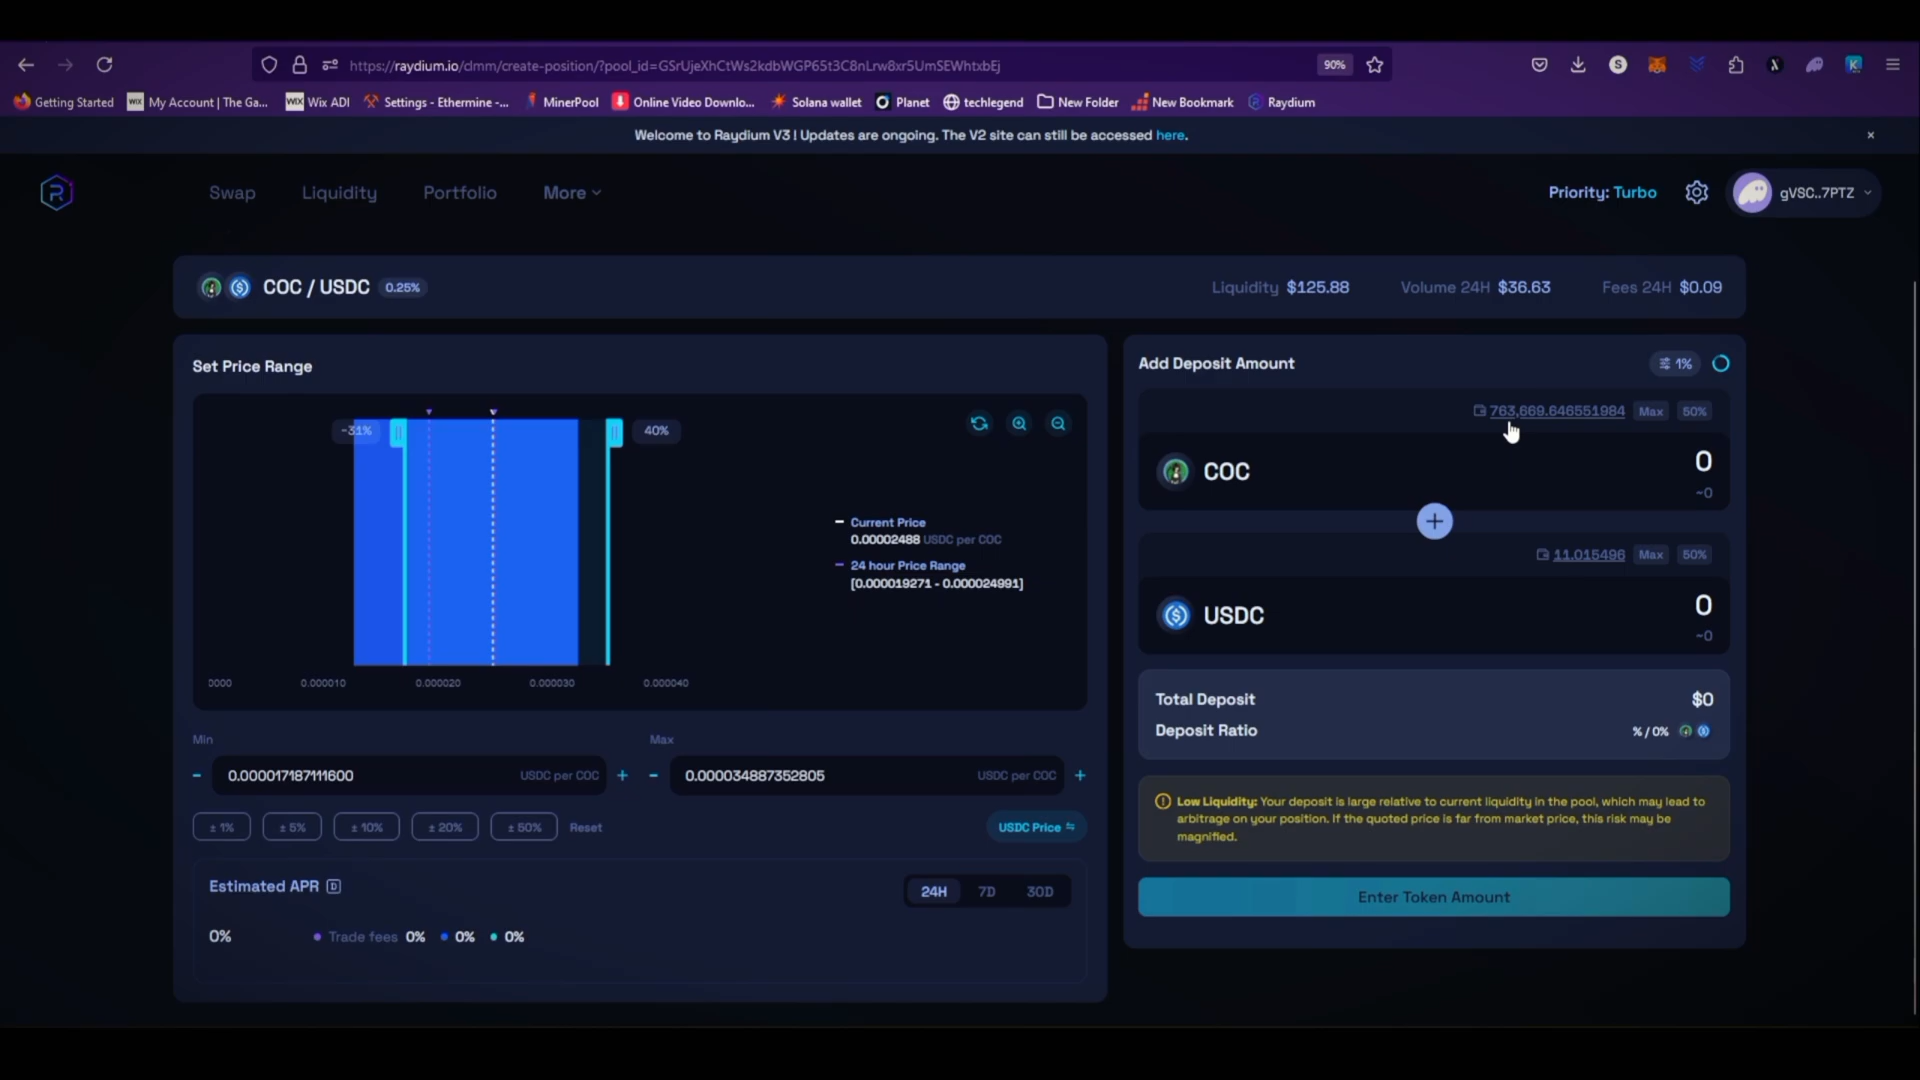 https://raydium.io/clmm/create-position/?pool_id=GSrUjeXhCtWs2kdbWGP65t3C8nLrw8xr5UmSEWhtxbEj
90%
Getting Started
WIX My Account | The Ga...
WIX Wix ADI
Settings - Ethermine -...
MinerPool
Online Video Downlo...
Solana wallet
Planet
techlegend
New Folder
New Bookmark
Raydium
Welcome to Raydium V3 | Updates are ongoing. The V2 site can still be accessed here.
Swap
Liquidity
Portfolio
More
Priority: Turbo
gVSC..7PTZ
COC / USDC 0.25%
Liquidity $125.88
Volume 24H $36.63
Fees 24H $0.09
Set Price Range
-31%
40%
Current Price
0.00002488 USDC per COC
24 hour Price Range
[0.000019271 - 0.000024991]
0000
0.000010
0.000020
0.000030
0.000040
Min
0.000017187111600 USDC per COC
Max
0.000034887352805 USDC per COC
± 1%
± 5%
± 10%
± 20%
± 50%
Reset
USDC Price
Estimated APR D
24H
7D
30D
0%
Trade fees 0%
0%
0%
Add Deposit Amount
1%
763,669.646551984 Max 50%
COC
0
~0
11.015496 Max 50%
USDC
0
~0
Total Deposit $0
Deposit Ratio % / 0%
Low Liquidity: Your deposit is large relative to current liquidity in the pool, which may lead to
arbitrage on your position. If the quoted price is far from market price, this risk may be
magnified.
Enter Token Amount